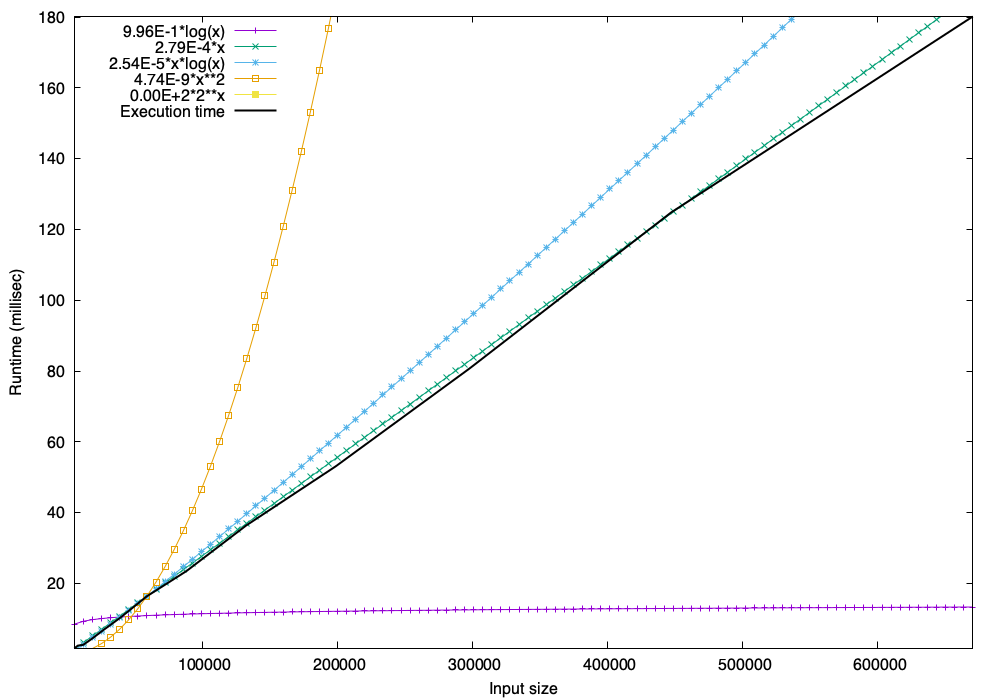 180
160
140
120
100
80
60
40
20
Runtime (millisec)
9.96E-1*log(x)
2.79E-4*x
2.54E-5*x*log(x)
4.74E-9*x**2
0.00E+2*2**x
Execution time
100000 200000 300000 400000 500000 600000
Input size